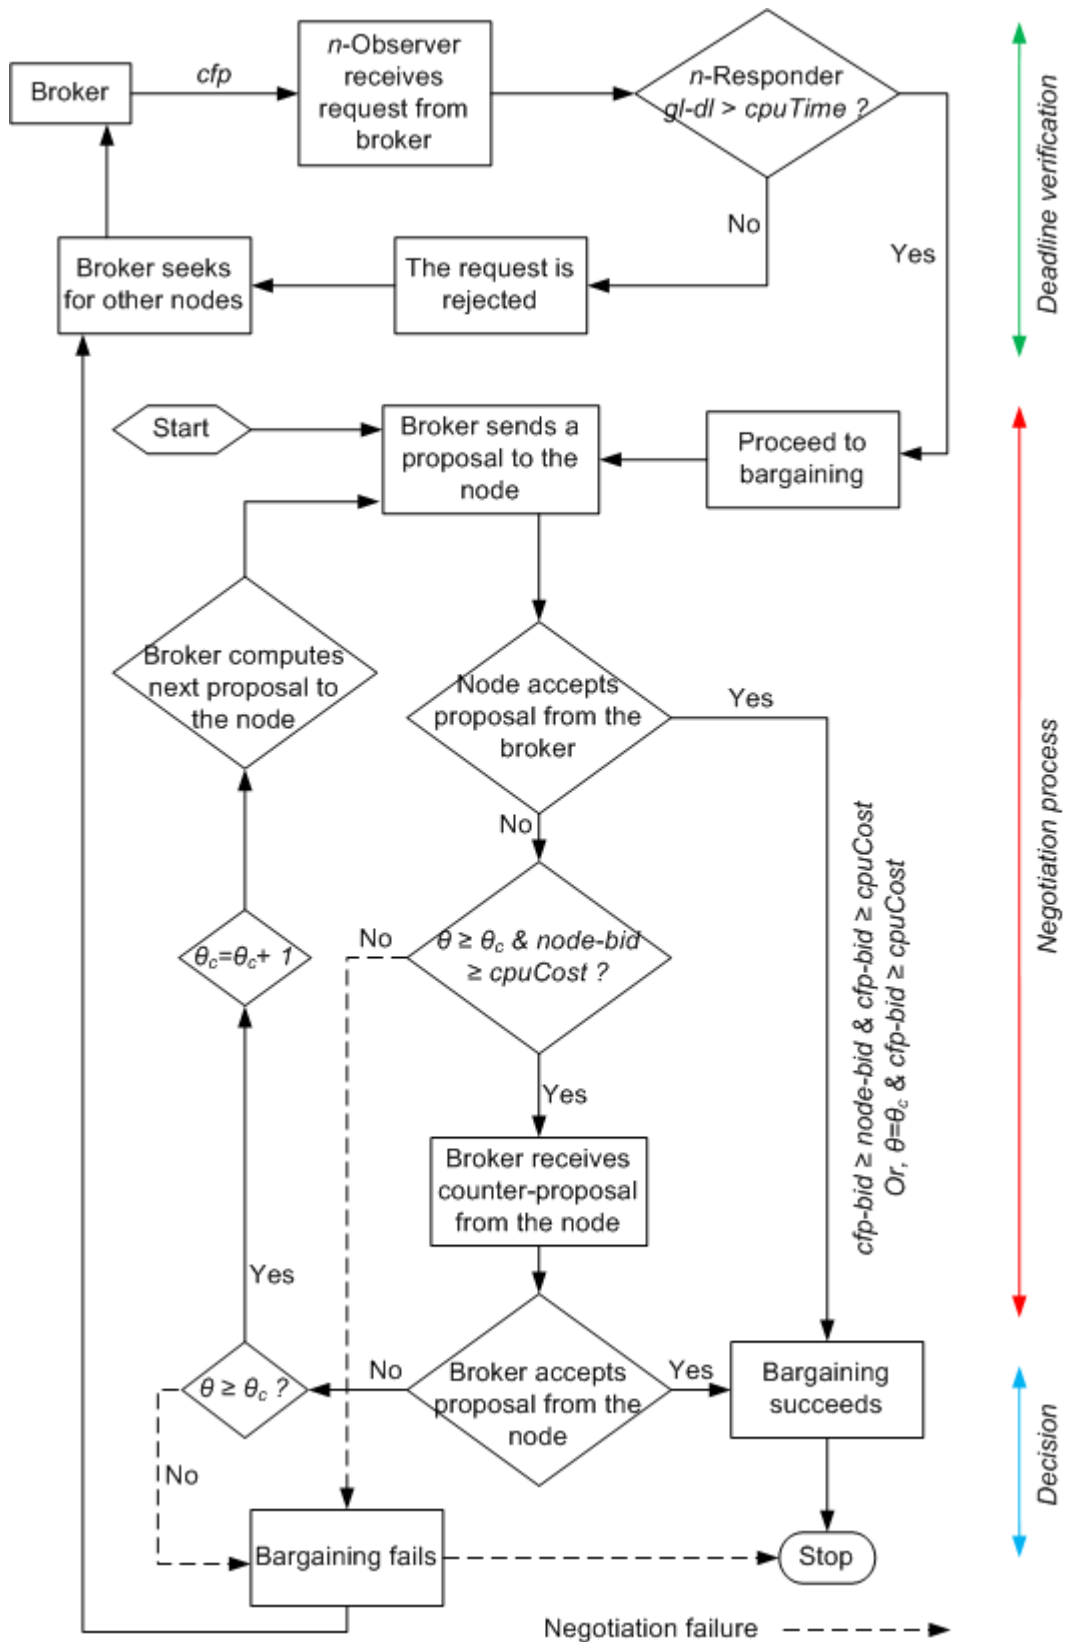 Broker
cfp
n-Observer
receives
request from
broker
n-Responder
gl-dl > cpuTime ?
No
Yes
Deadline verification
Broker seeks
for other nodes
The request is
rejected
Start
Broker sends a
proposal to the
node
Proceed to
bargaining
Broker computes
next proposal to
the node
Node accepts
proposal from the
broker
Yes
No
θc=θc+ 1
No
θ ≥ θc & node-bid
≥ cpuCost ?
Yes
cfp-bid ≥ node-bid & cfp-bid ≥ cpuCost
Or, θ=θc & cfp-bid ≥ cpuCost
Negotiation process
Broker receives
counter-proposal
from the node
Yes
θ ≥ θc ?
No
Broker accepts
proposal from the
node
Yes
Bargaining
succeeds
Decision
No
Bargaining fails
Stop
Negotiation failure